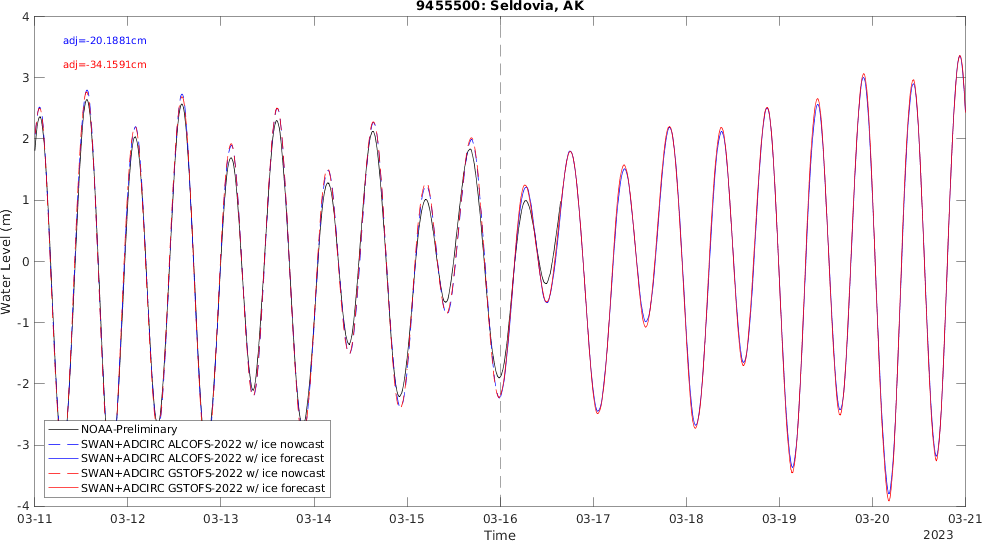 9455500: Seldovia, AK
adj=-20.1881cm
adj=-34.1591cm
Water Level (m)
4
3
2
1
0
-1
-2
-3
-4
NOAA-Preliminary
SWAN+ADCIRC ALCOFS-2022 w/ ice nowcast
SWAN+ADCIRC ALCOFS-2022 w/ ice forecast
SWAN+ADCIRC GSTOFS-2022 w/ ice nowcast
SWAN+ADCIRC GSTOFS-2022 w/ ice forecast
03-11 03-12 03-13 03-14 03-15 03-16 03-17 03-18 03-19 03-20 03-21
Time
2023